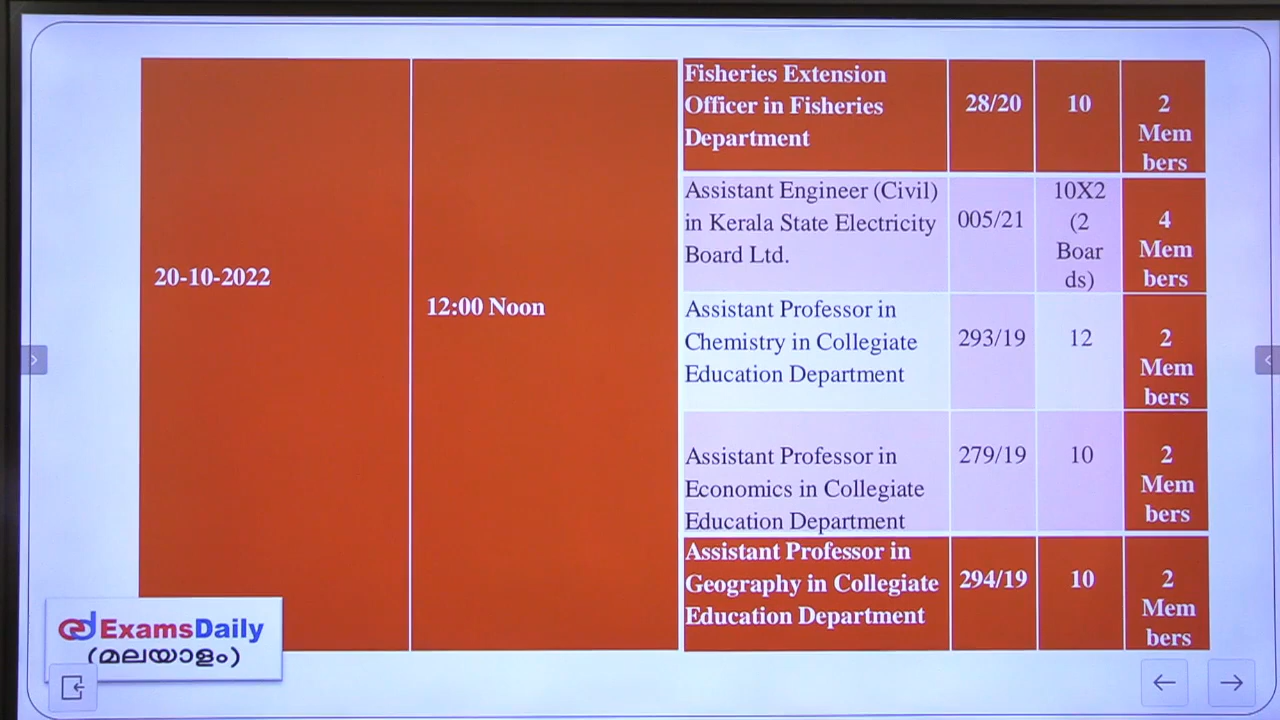 20-10-2022
12:00 Noon
Fisheries Extension
Officer in Fisheries
Department
28/20
10
2
Mem
bers
Assistant Engineer (Civil)
in Kerala State Electricity
Board Ltd.
005/21
10X2
(2
Boar
ds)
4
Mem
bers
Assistant Professor in
Chemistry in Collegiate
Education Department
293/19
12
2
Mem
bers
Assistant Professor in
Economics in Collegiate
Education Department
279/19
10
2
Mem
bers
Assistant Professor in
Geography in Collegiate
Education Department
294/19
10
2
Mem
bers
ExamsDaily
(മലയാളം)